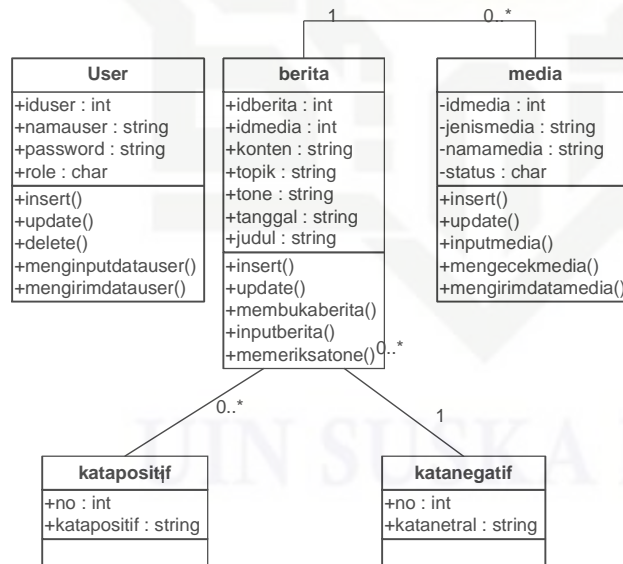 1
0..*
User
+iduser : int
+namauser : string
+password : string
+role : char
+insert()
+update()
+delete()
+menginputdatauser()
+mengirimdatauser()
berita
+idberita : int
+idmedia : int
+konten : string
+topik : string
+tone : string
+tanggal : string
+judul : string
+insert()
+update()
+membukaberita()
+inputberita()
+memeriksatone()
0..*
media
-idmedia : int
-jenismedia : string
-namamedia : string
-status : char
+insert()
+update()
+inputmedia()
+mengecekmedia()
+mengirimdatamedia()
0..*
1
katapositif
+no : int
+katapositif : string
katanegatif
+no : int
+katanetral : string
UIN SUSKA